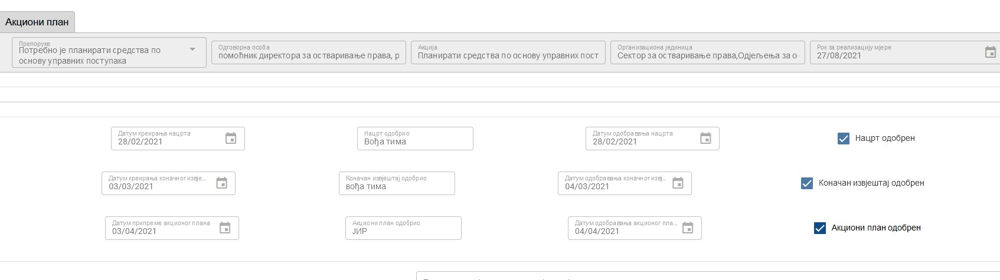 Акциони план
Препоруке
Потребно је планирати средства по
основу управних поступака
Одговорна особа
помоћник директора за остваривање права, р
Акција
Планирати средства по основу управних пост
Организациона јединица
Сектор за остваривање права,Одјељења за о
Рок за реализацију мјере
27/08/2021
Датум креирања нацрта
28/02/2021
Нацрт одобрио
Вођа тима
Датум одобравања нацрта
28/02/2021
Нацрт одобрен
Датум креирања коначног извје...
03/03/2021
Коначан извјештај одобрио
вођа тима
Датум одобравања коначног извј...
04/03/2021
Коначан извјештај одобрен
Датум припреме акционог плана
03/04/2021
Акциони план одобрио
ЈИР
Датум одобравања акционог пла...
04/04/2021
Акциони план одобрен